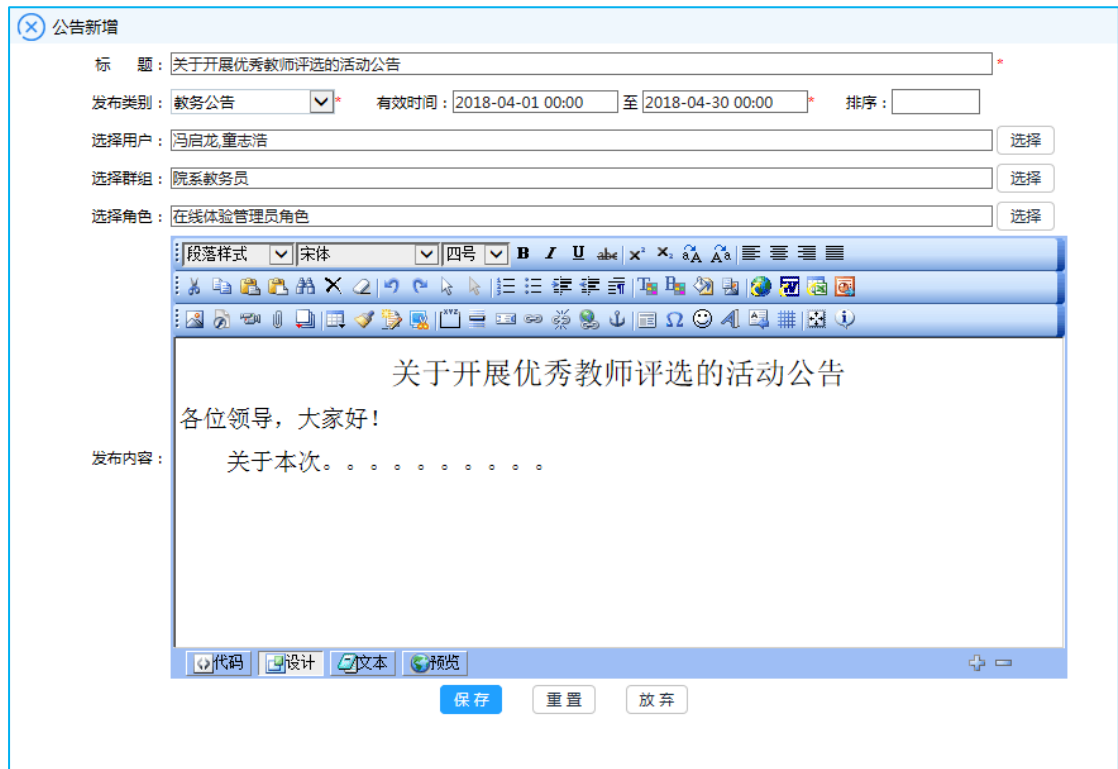 公告新增
标 题：关于开展优秀教师评选的活动公告 *
发布类别：教务公告 * 有效时间：2018-04-01 00:00 至 2018-04-30 00:00 * 排序：
选择用户：冯启龙,童志浩 选择
选择群组：院系教务员 选择
选择角色：在线体验管理员角色 选择
段落样式 宋体 四号 B I U abc x² x₂
关于开展优秀教师评选的活动公告
各位领导，大家好！
发布内容： 关于本次。。。。。。。。。。
代码 设计 文本 预览
保存 重置 放弃